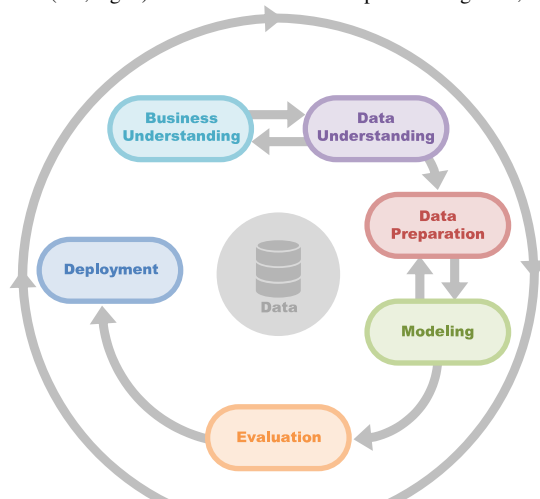 Business
Understanding
Data
Understanding
Data
Preparation
Deployment
Data
Modeling
Evaluation